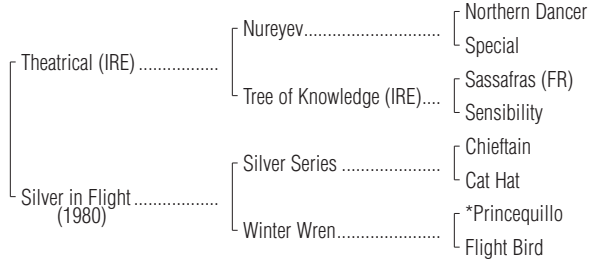 Northern Dancer
Nureyev
Special
Theatrical (IRE)
Sassafras (FR)
Tree of Knowledge (IRE)
Sensibility
Chieftain
Silver Series
Cat Hat
Silver in Flight
(1980)
*Princequillo
Winter Wren
Flight Bird